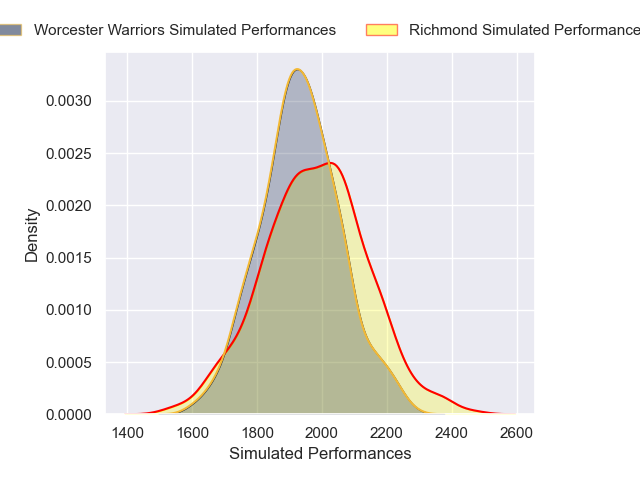 Worcester Warriors Simulated Performances Richmond Simulated Performance
0.0030
0.0025
0.0020
0.0015
0.0010
0.0005
0.0000
Density
1400 1600 1800 2000 2200 2400 2600
Simulated Performances